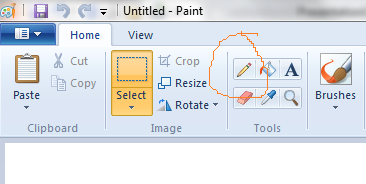 Untitled - Paint
Home View
Cut
Copy
Paste
Clipboard
Select
Crop
Resize
Rotate
Image
A
Tools
Brushes